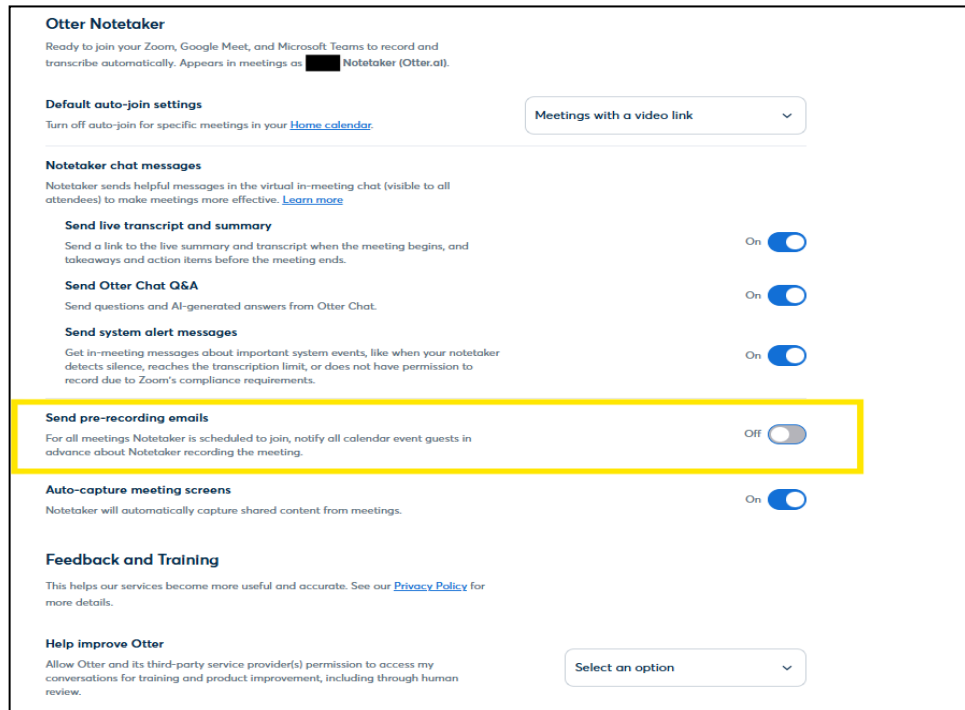 Otter Notetaker
Ready to join your Zoom, Google Meet, and Microsoft Teams to record and
transcribe automatically. Appears in meetings as Notetaker (Otter.ai).
Default auto-join settings
Turn off auto-join for specific meetings in your Home calendar.
Meetings with a video link
Notetaker chat messages
Notetaker sends helpful messages in the virtual in-meeting chat (visible to all
attendees) to make meetings more effective. Learn more
Send live transcript and summary
Send a link to the live summary and transcript when the meeting begins, and
takeaways and action items before the meeting ends.
On
Send Otter Chat Q&A
Send questions and AI-generated answers from Otter Chat.
On
Send system alert messages
Get in-meeting messages about important system events, like when your notetaker
detects silence, reaches the transcription limit, or does not have permission to
record due to Zoom's compliance requirements.
On
Send pre-recording emails
For all meetings Notetaker is scheduled to join, notify all calendar event guests in
advance about Notetaker recording the meeting.
Off
Auto-capture meeting screens
Notetaker will automatically capture shared content from meetings.
On
Feedback and Training
This helps our services become more useful and accurate. See our Privacy Policy for
more details.
Help improve Otter
Allow Otter and its third-party service provider(s) permission to access my
conversations for training and product improvement, including through human
review.
Select an option